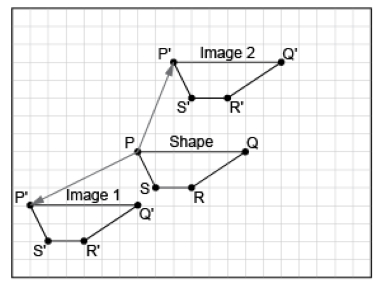 P' Image 2 Q'
S' R'
P Shape Q
S R
P' Image 1 Q'
S' R'